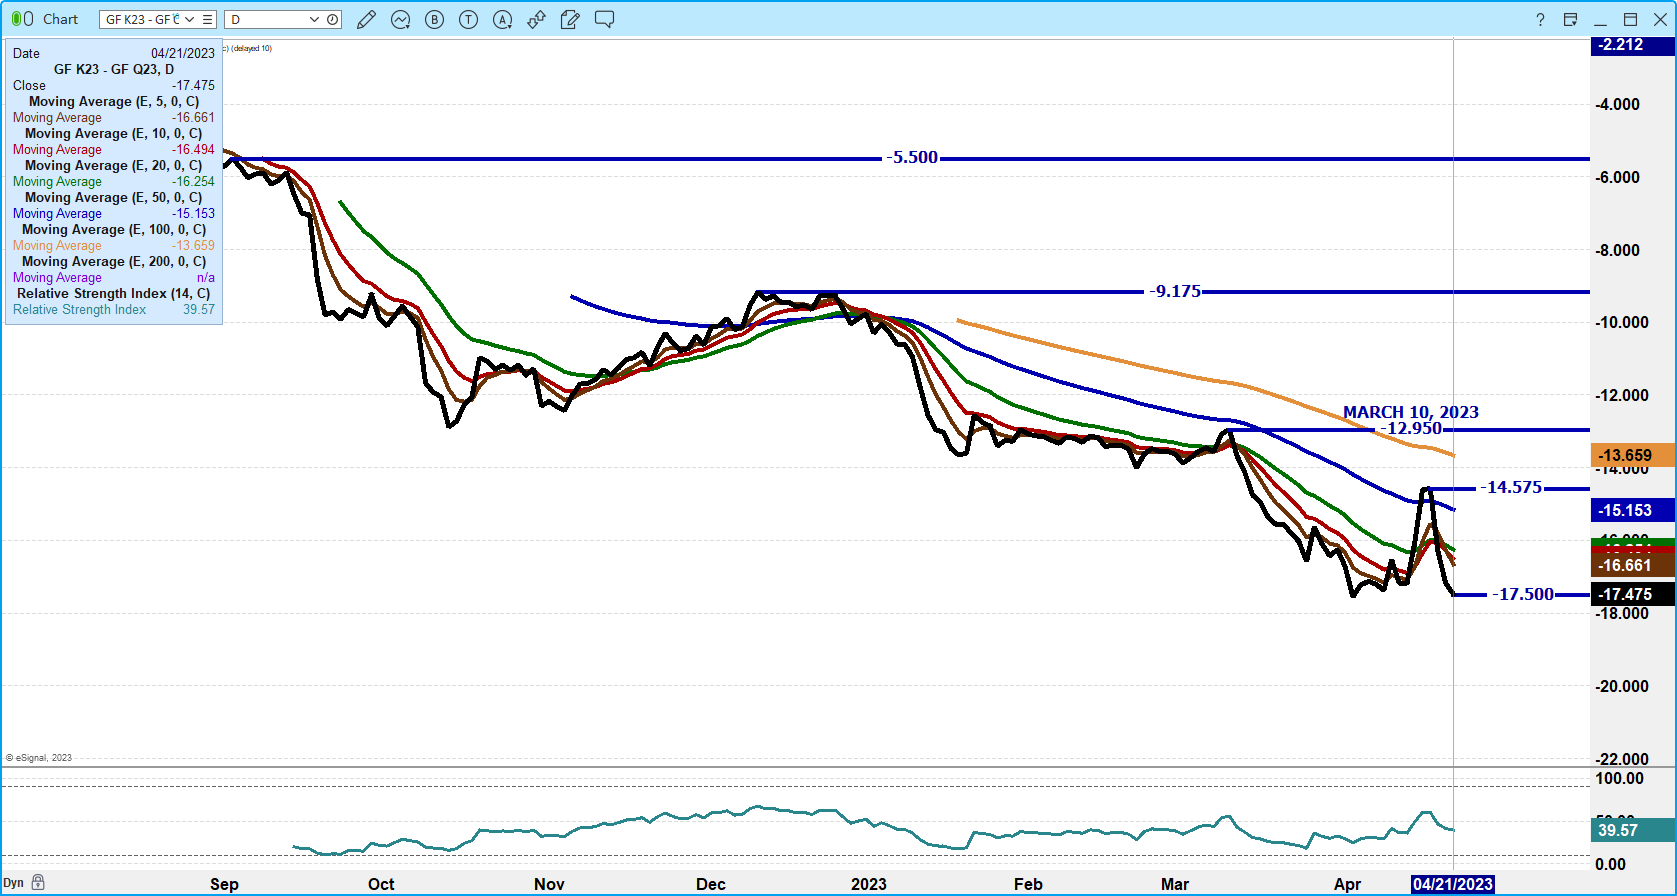 Chart
GF K23 - GF
D
B
T
A
?
c) (delayed 10)
Date 04/21/2023
GF K23 - GF Q23, D
Close -17.475
Moving Average (E, 5, 0, C)
Moving Average -16.661
Moving Average (E, 10, 0, C)
Moving Average -16.494
Moving Average (E, 20, 0, C)
Moving Average -16.254
Moving Average (E, 50, 0, C)
Moving Average -15.153
Moving Average (E, 100, 0, C)
Moving Average -13.659
Moving Average (E, 200, 0, C)
Moving Average n/a
Relative Strength Index (14, C)
Relative Strength Index 39.57
-2.212
-4.000
-5.500
-6.000
-8.000
-9.175
-10.000
-12.000
MARCH 10, 2023
-12.950
-13.659
-14.000
-14.575
-15.153
-16.661
-17.475
-17.500
-18.000
-20.000
-22.000
© eSignal, 2023
100.00
39.57
0.00
Dyn
Sep Oct Nov Dec 2023 Feb Mar Apr 04/21/2023